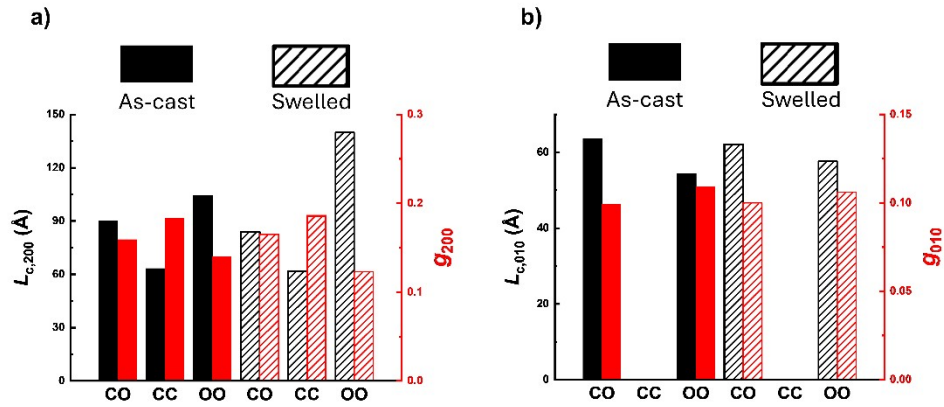 a)
As-cast Swelled
150
120
90
60
30
0
Lc,200 (Å)
0.3
0.2
0.1
0.0
g200
CO CC OO CO CC OO
b)
As-cast Swelled
60
40
20
0
Lc,010 (Å)
0.15
0.10
0.05
0.00
g010
CO CC OO CO CC OO